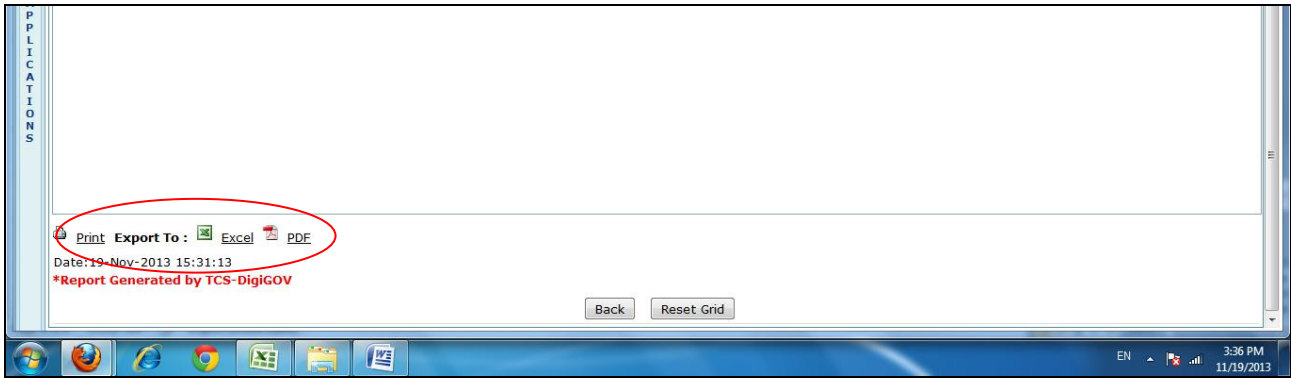 P
P
L
I
C
A
T
I
O
N
S
Print Export To : Excel PDF
Date:19-Nov-2013 15:31:13
*Report Generated by TCS-DigiGOV
Back Reset Grid
EN 3:36 PM
11/19/2013